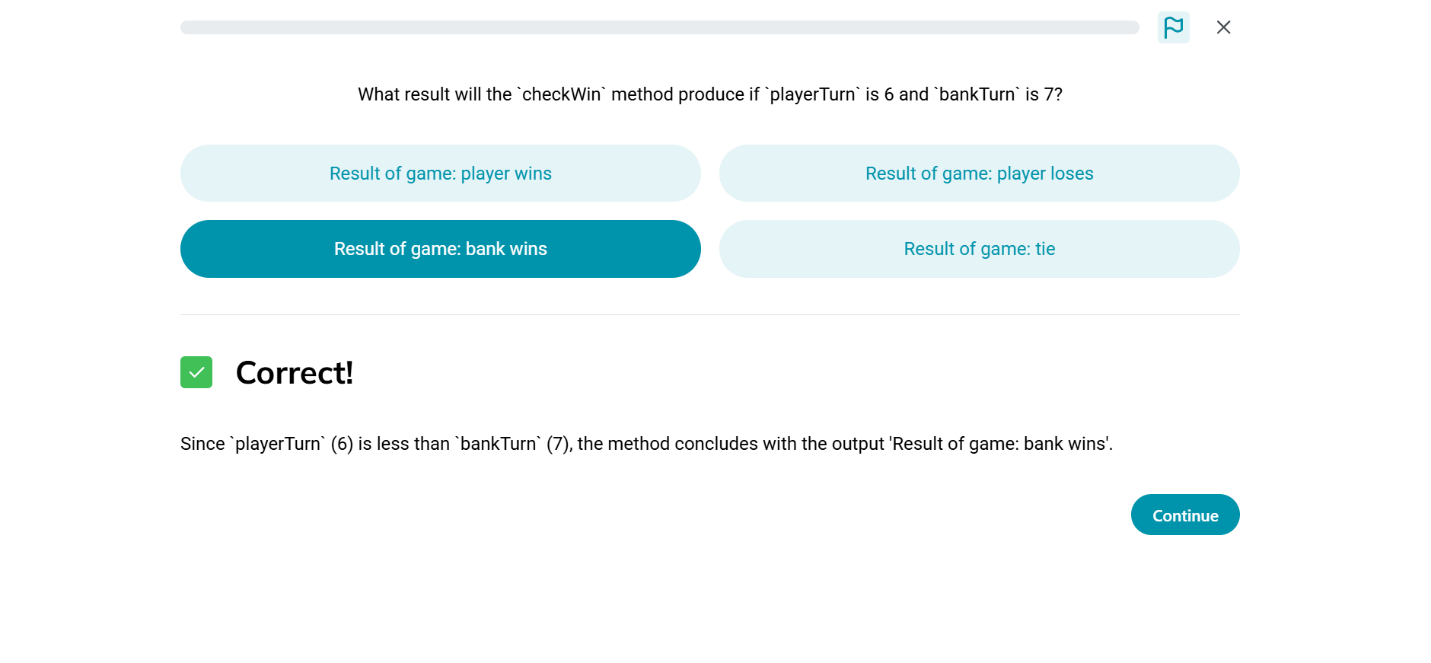 What result will the `checkWin` method produce if `playerTurn` is 6 and `bankTurn` is 7?
Result of game: player wins
Result of game: player loses
Result of game: bank wins
Result of game: tie
Correct!
Since `playerTurn` (6) is less than `bankTurn` (7), the method concludes with the output 'Result of game: bank wins'.
Continue